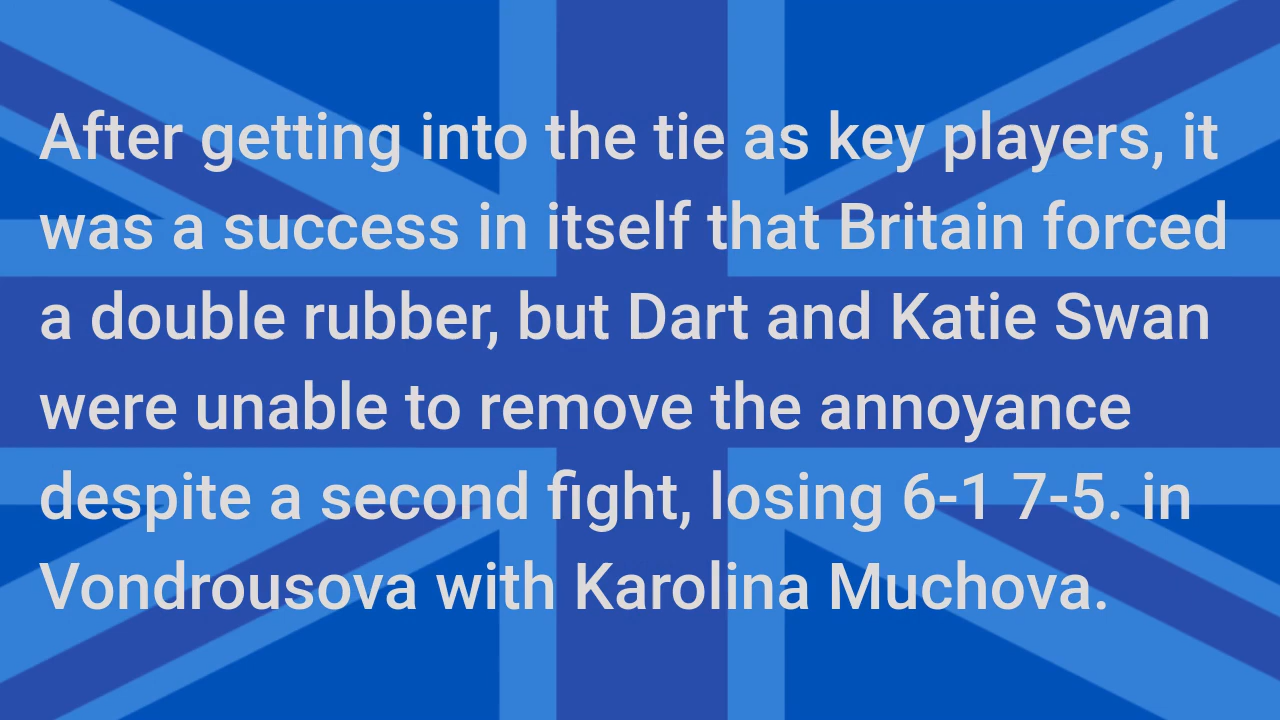 After getting into the tie as key players, it
was a success in itself that Britain forced
a double rubber, but Dart and Katie Swan
were unable to remove the annoyance
despite a second fight, losing 6-1 7-5. in
Vondrousova with Karolina Muchova.